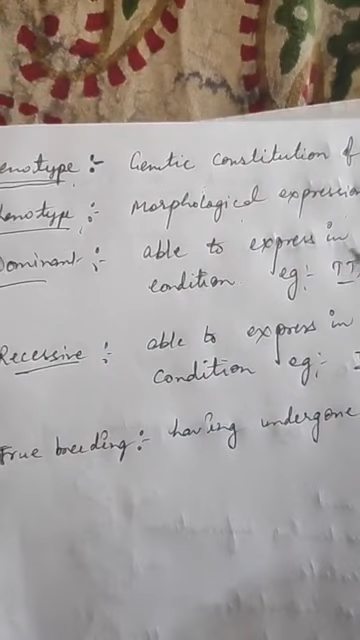 enotype :- Genetic constitution of
henotype :- Morphological expression
Dominant :- able to express in
condition eg:- TT
Recessive :- able to express in
condition eg:-
True breeding :- having undergone